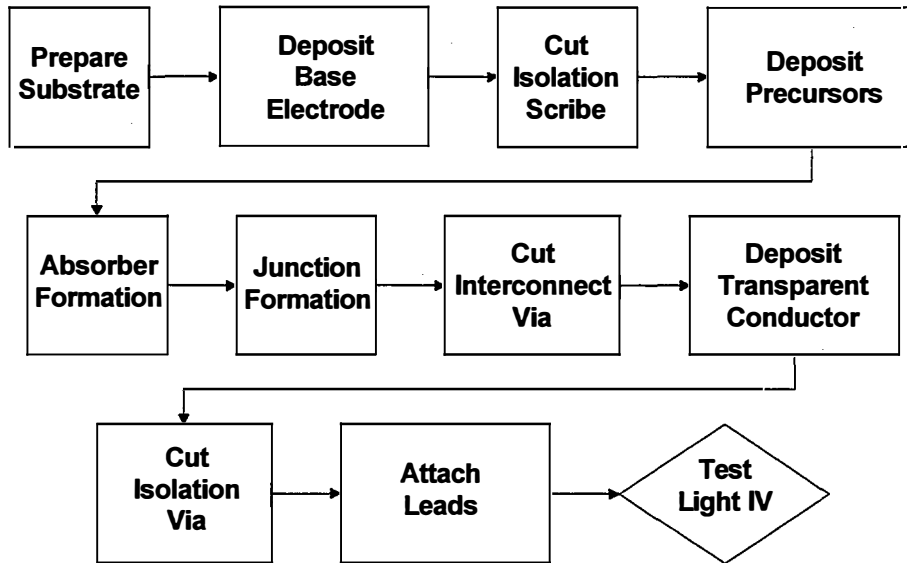 Prepare
Substrate
Deposit
Base
Electrode
Cut
Isolation
Scribe
Deposit
Precursors
Absorber
Formation
Junction
Formation
Cut
Interconnect
Via
Deposit
Transparent
Conductor
Cut
Isolation
Via
Attach
Leads
Test
Light IV